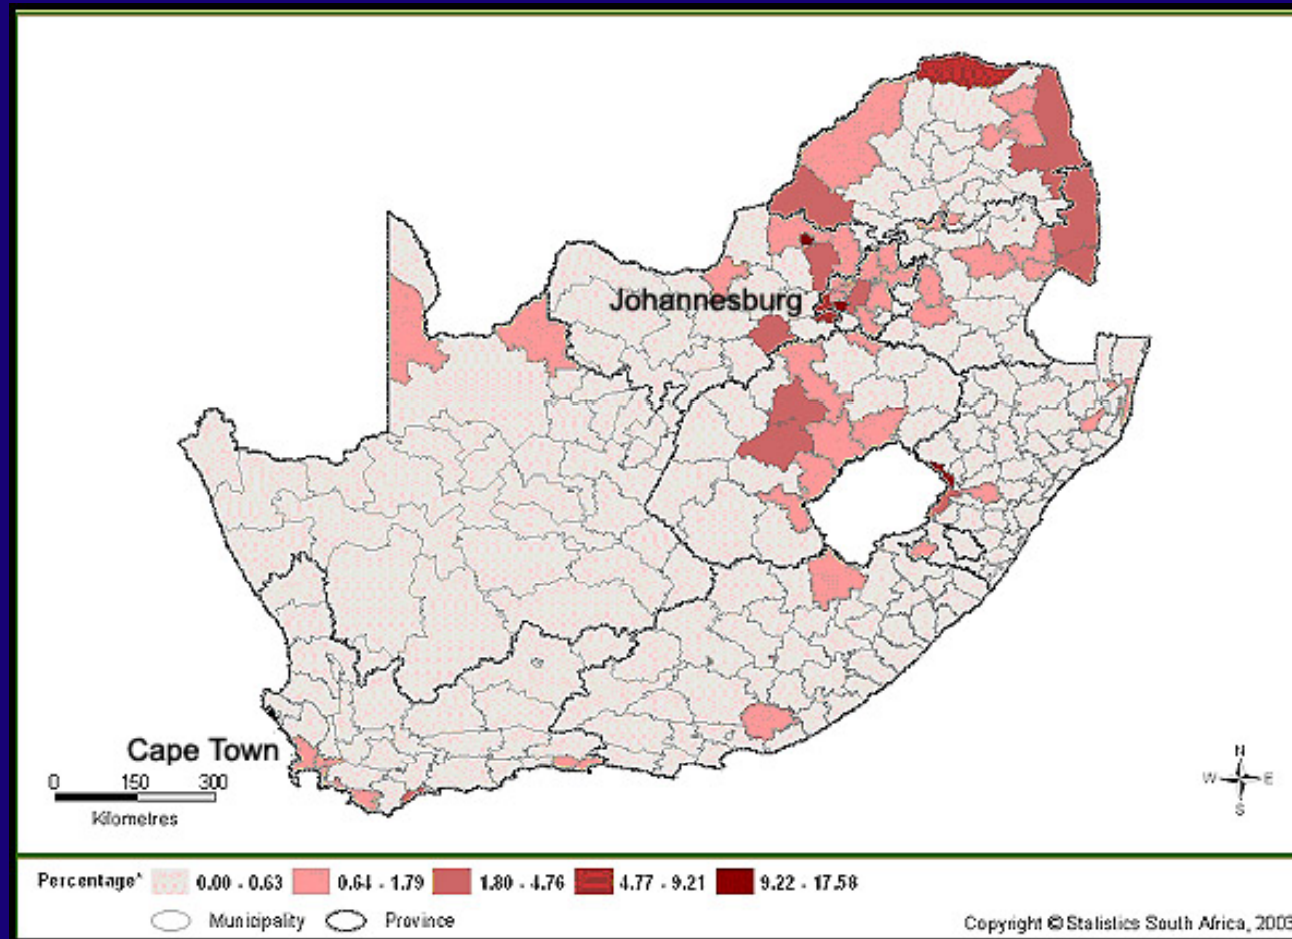 Johannesburg
Cape Town
0 150 300
Kilometres
N
W E
S
Percentage* 0.00 - 0.63 0.64 - 1.79 1.80 - 4.76 4.77 - 9.21 9.22 - 17.58
Municipality Province
Copyright © Statistics South Africa, 2003